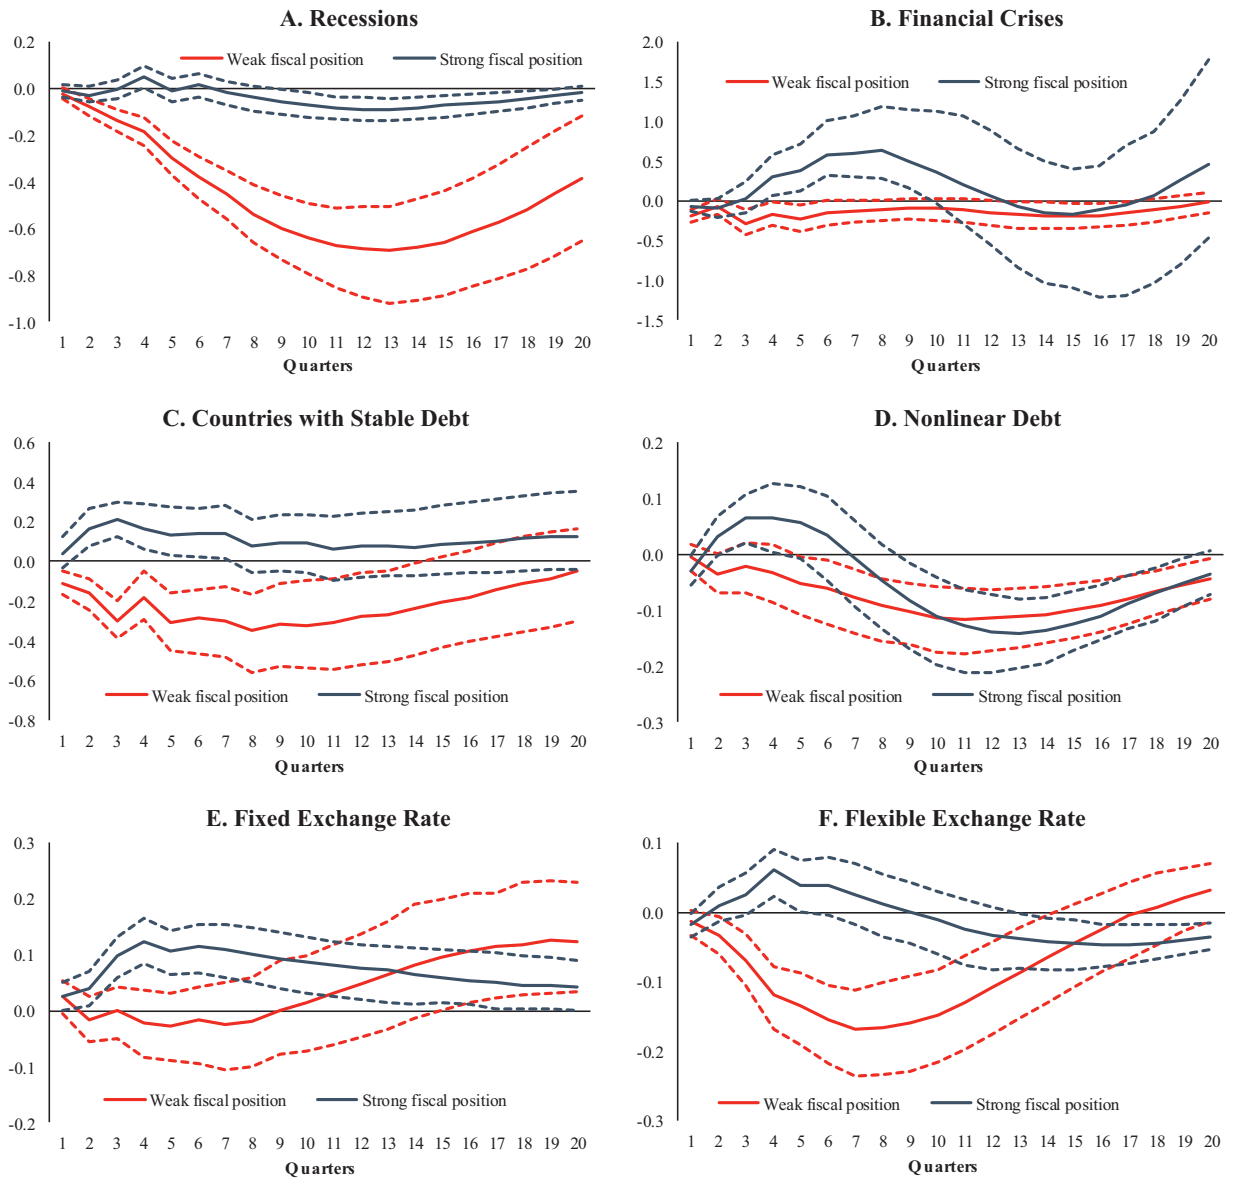 A. Recessions
Weak fiscal position Strong fiscal position
0.2
0.0
-0.2
-0.4
-0.6
-0.8
-1.0
1 2 3 4 5 6 7 8 9 10 11 12 13 14 15 16 17 18 19 20
Quarters
B. Financial Crises
Weak fiscal position Strong fiscal position
2.0
1.5
1.0
0.5
0.0
-0.5
-1.0
-1.5
1 2 3 4 5 6 7 8 9 10 11 12 13 14 15 16 17 18 19 20
Quarters
C. Countries with Stable Debt
0.6
0.4
0.2
0.0
-0.2
-0.4
-0.6
-0.8
Weak fiscal position Strong fiscal position
1 2 3 4 5 6 7 8 9 10 11 12 13 14 15 16 17 18 19 20
Quarters
D. Nonlinear Debt
0.2
0.1
0.0
-0.1
-0.2
-0.3
Weak fiscal position Strong fiscal position
1 2 3 4 5 6 7 8 9 10 11 12 13 14 15 16 17 18 19 20
Quarters
E. Fixed Exchange Rate
0.3
0.2
0.1
0.0
-0.1
-0.2
Weak fiscal position Strong fiscal position
1 2 3 4 5 6 7 8 9 10 11 12 13 14 15 16 17 18 19 20
Quarters
F. Flexible Exchange Rate
0.1
0.0
-0.1
-0.2
-0.3
Weak fiscal position Strong fiscal position
1 2 3 4 5 6 7 8 9 10 11 12 13 14 15 16 17 18 19 20
Quarters